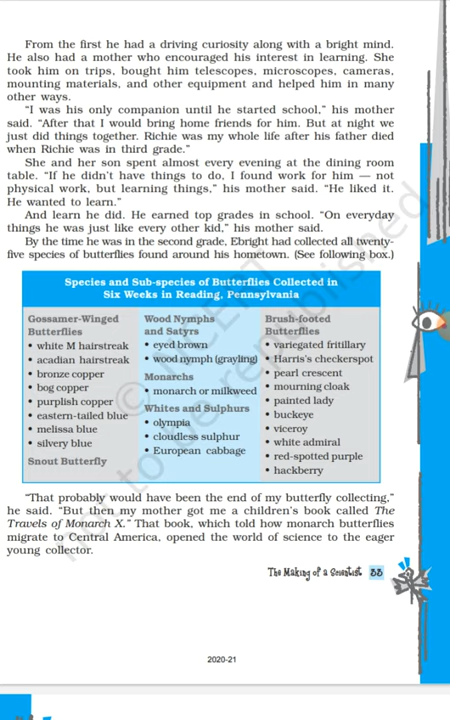 From the first he had a driving curiosity along with a bright mind.
He also had a mother who encouraged his interest in learning. She
took him on trips, bought him telescopes, microscopes, cameras,
mounting materials, and other equipment and helped him in many
other ways.
“I was his only companion until he started school,” his mother
said. “After that I would bring home friends for him. But at night we
just did things together. Richie was my whole life after his father died
when Richie was in third grade.”
She and her son spent almost every evening at the dining room
table. “If he didn’t have things to do, I found work for him — not
physical work, but learning things,” his mother said. “He liked it.
He wanted to learn.”
And learn he did. He earned top grades in school. “On everyday
things he was just like every other kid,” his mother said.
By the time he was in the second grade, Ebright had collected all twenty-
five species of butterflies found around his hometown. (See following box.)
Species and Sub-species of Butterflies Collected in
Six Weeks in Reading, Pennsylvania
Gossamer-Winged
Butterflies
• white M hairstreak
• acadian hairstreak
• bronze copper
• bog copper
• purplish copper
• eastern-tailed blue
• melissa blue
• silvery blue
Snout Butterfly
Wood Nymphs
and Satyrs
• eyed brown
• wood nymph (grayling)
Monarchs
• monarch or milkweed
Whites and Sulphurs
• olympia
• cloudless sulphur
• European cabbage
Brush-footed
Butterflies
• variegated fritillary
• Harris’s checkerspot
• pearl crescent
• mourning cloak
• painted lady
• buckeye
• viceroy
• white admiral
• red-spotted purple
• hackberry
“That probably would have been the end of my butterfly collecting,”
he said. “But then my mother got me a children’s book called The
Travels of Monarch X.” That book, which told how monarch butterflies
migrate to Central America, opened the world of science to the eager
young collector.
The Making of a Scientist 33
2020-21
© NCERT
not to be republished